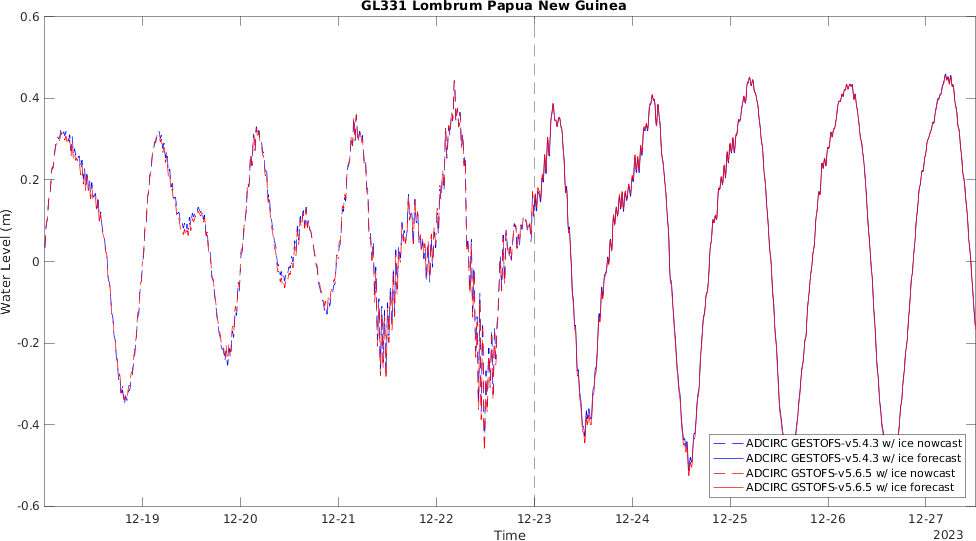 GL331 Lombrum Papua New Guinea
0.6
0.4
0.2
0
-0.2
-0.4
-0.6
Water Level (m)
ADCIRC GESTOFS-v5.4.3 w/ ice nowcast
ADCIRC GESTOFS-v5.4.3 w/ ice forecast
ADCIRC GSTOFS-v5.6.5 w/ ice nowcast
ADCIRC GSTOFS-v5.6.5 w/ ice forecast
12-19 12-20 12-21 12-22 12-23 12-24 12-25 12-26 12-27
Time
2023